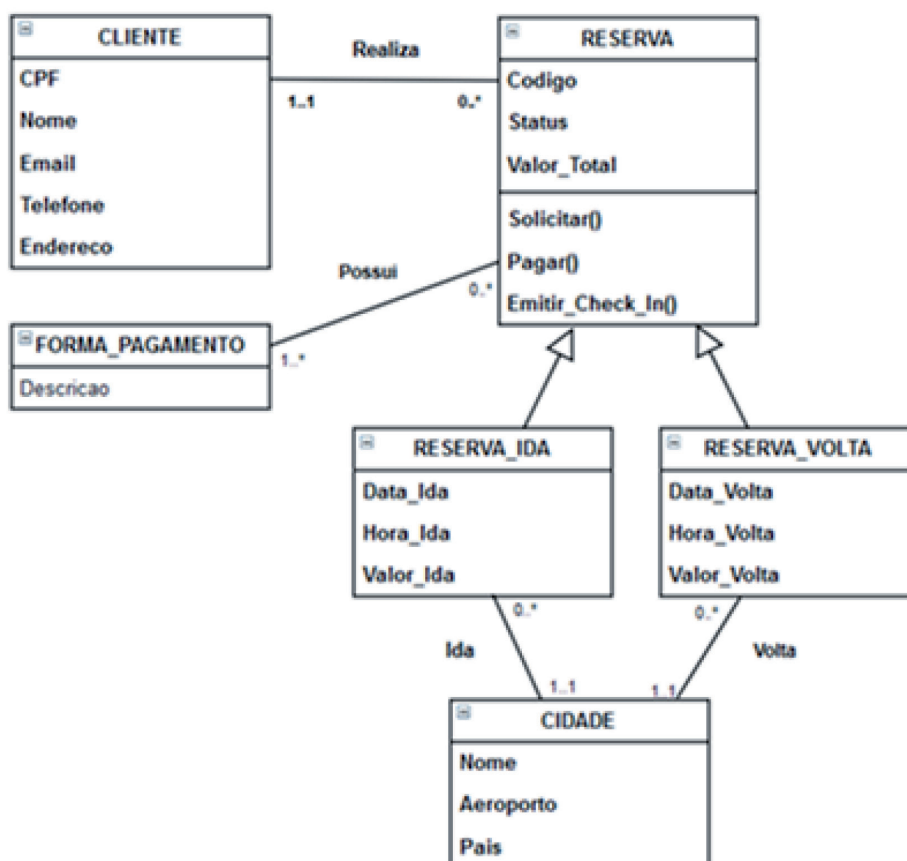 CLIENTE
CPF
Nome
Email
Telefone
Endereco
Realiza
1..1
0..*
RESERVA
Codigo
Status
Valor_Total
Solicitar()
Pagar()
Emitir_Check_In()
Possui
0..*
1..*
FORMA_PAGAMENTO
Descricao
RESERVA_IDA
Data_Ida
Hora_Ida
Valor_Ida
RESERVA_VOLTA
Data_Volta
Hora_Volta
Valor_Volta
0..*
0..*
Ida
Volta
1..1
1..1
CIDADE
Nome
Aeroporto
Pais